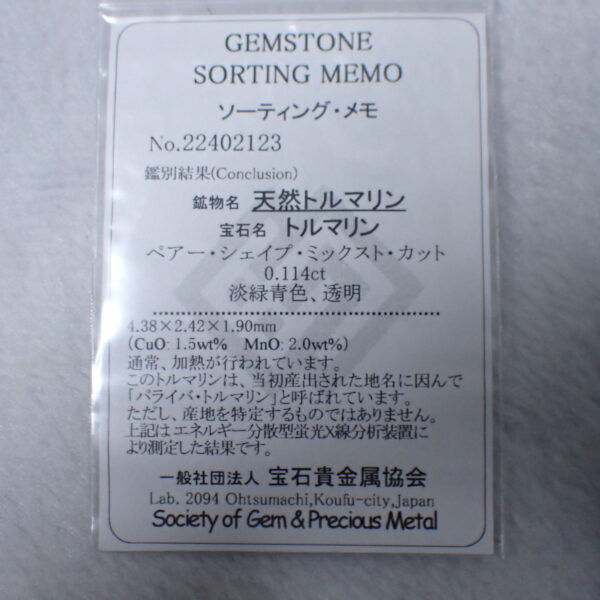 GEMSTONE
SORTING MEMO
ソーティング・メモ
No.22402123
鑑別結果(Conclusion)
鉱物名 天然トルマリン
宝石名 トルマリン
ペアー・シェイプ・ミックスト・カット
0.114ct
淡緑青色、透明
4.38×2.42×1.90mm
(CuO: 1.5wt% MnO: 2.0wt%)
通常、加熱が行われています。
このトルマリンは、当初産出された地名に因んで
「パライバ・トルマリン」と呼ばれています。
ただし、産地を特定するものではありません。
上記はエネルギー分散型蛍光X線分析装置に
より測定した結果です。
一般社団法人 宝石貴金属協会
Lab. 2094 Ohtsumachi,Koufu-city,Japan
Society of Gem & Precious Metal